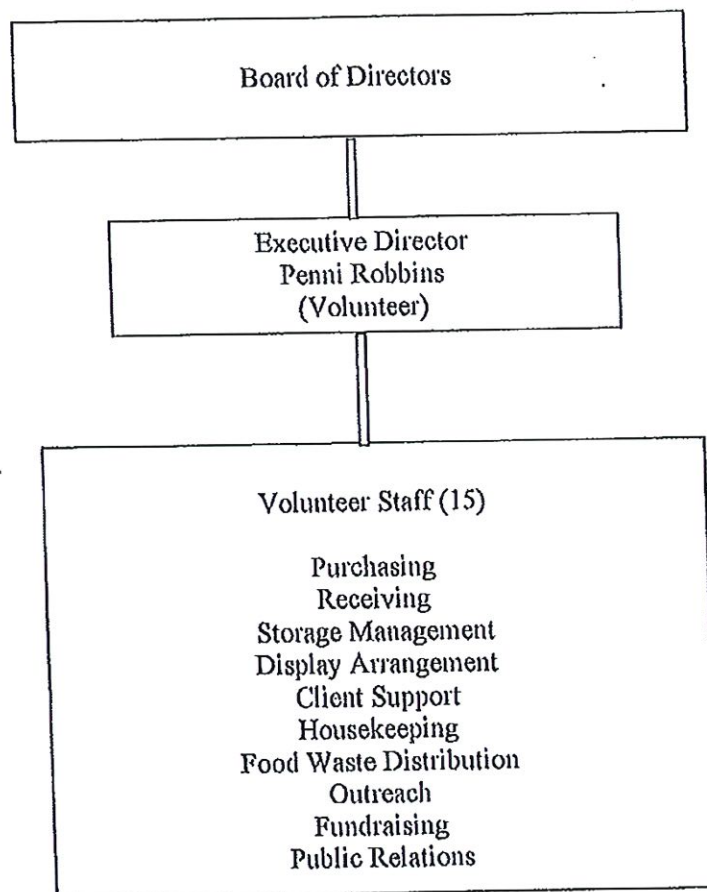 Board of Directors
Executive Director
Penni Robbins
(Volunteer)
Volunteer Staff (15)
Purchasing
Receiving
Storage Management
Display Arrangement
Client Support
Housekeeping
Food Waste Distribution
Outreach
Fundraising
Public Relations